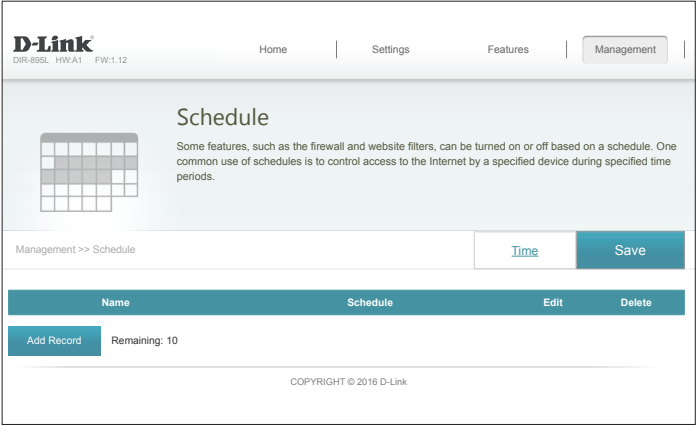 D-Link®
DIR-895L HW:A1 FW:1.12
Home
Settings
Features
Management
Schedule
Some features, such as the firewall and website filters, can be turned on or off based on a schedule. One
common use of schedules is to control access to the Internet by a specified device during specified time
periods.
Management >> Schedule
Time
Save
Name
Schedule
Edit
Delete
Add Record
Remaining: 10
COPYRIGHT © 2016 D-Link